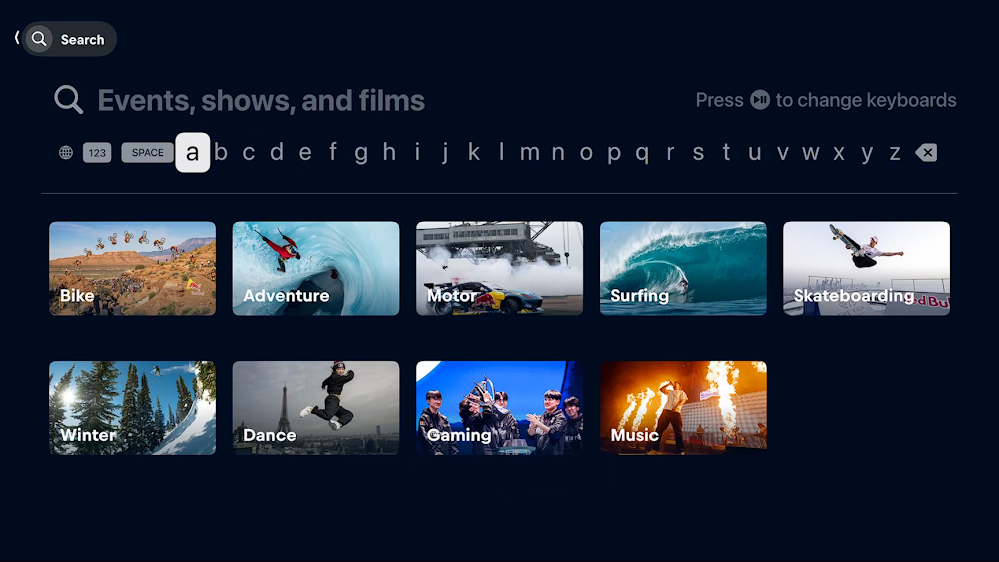 Search
Events, shows, and films
Press to change keyboards
123 SPACE a b c d e f g h i j k l m n o p q r s t u v w x y z
Bike
Adventure
Motor
Surfing
Skateboarding
Winter
Dance
Gaming
Music